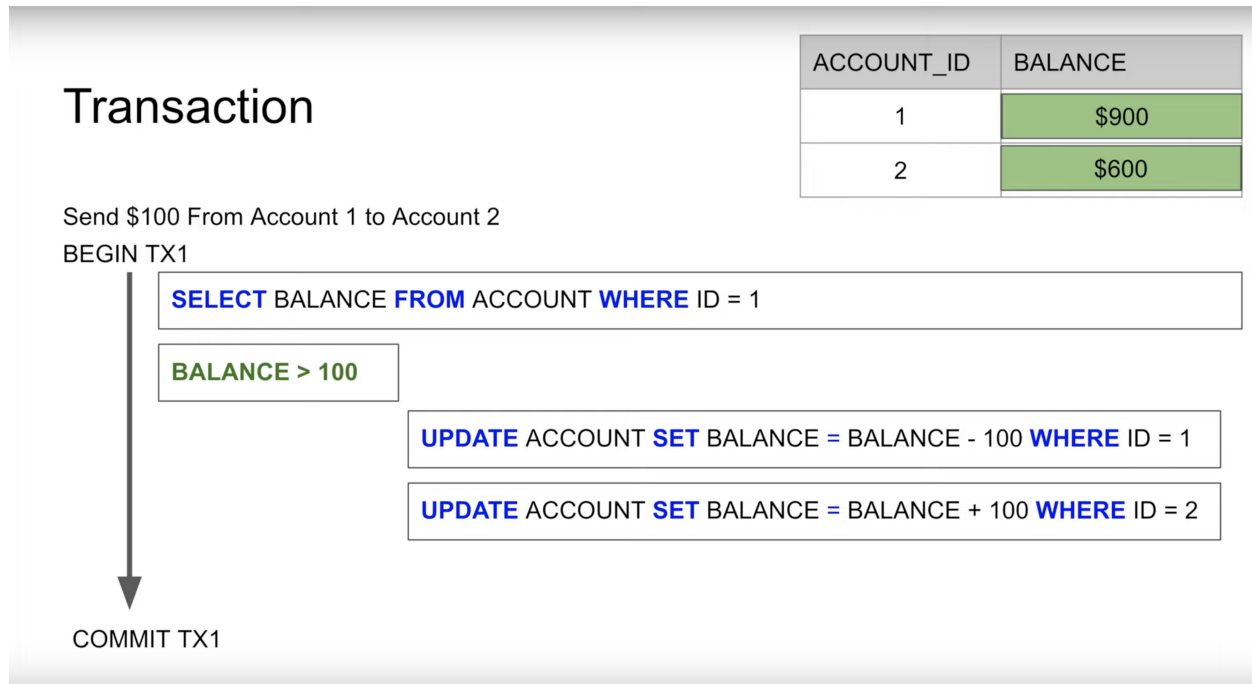 Transaction
ACCOUNT_ID BALANCE
1 $900
2 $600
Send $100 From Account 1 to Account 2
BEGIN TX1
SELECT BALANCE FROM ACCOUNT WHERE ID = 1
BALANCE > 100
UPDATE ACCOUNT SET BALANCE = BALANCE - 100 WHERE ID = 1
UPDATE ACCOUNT SET BALANCE = BALANCE + 100 WHERE ID = 2
COMMIT TX1